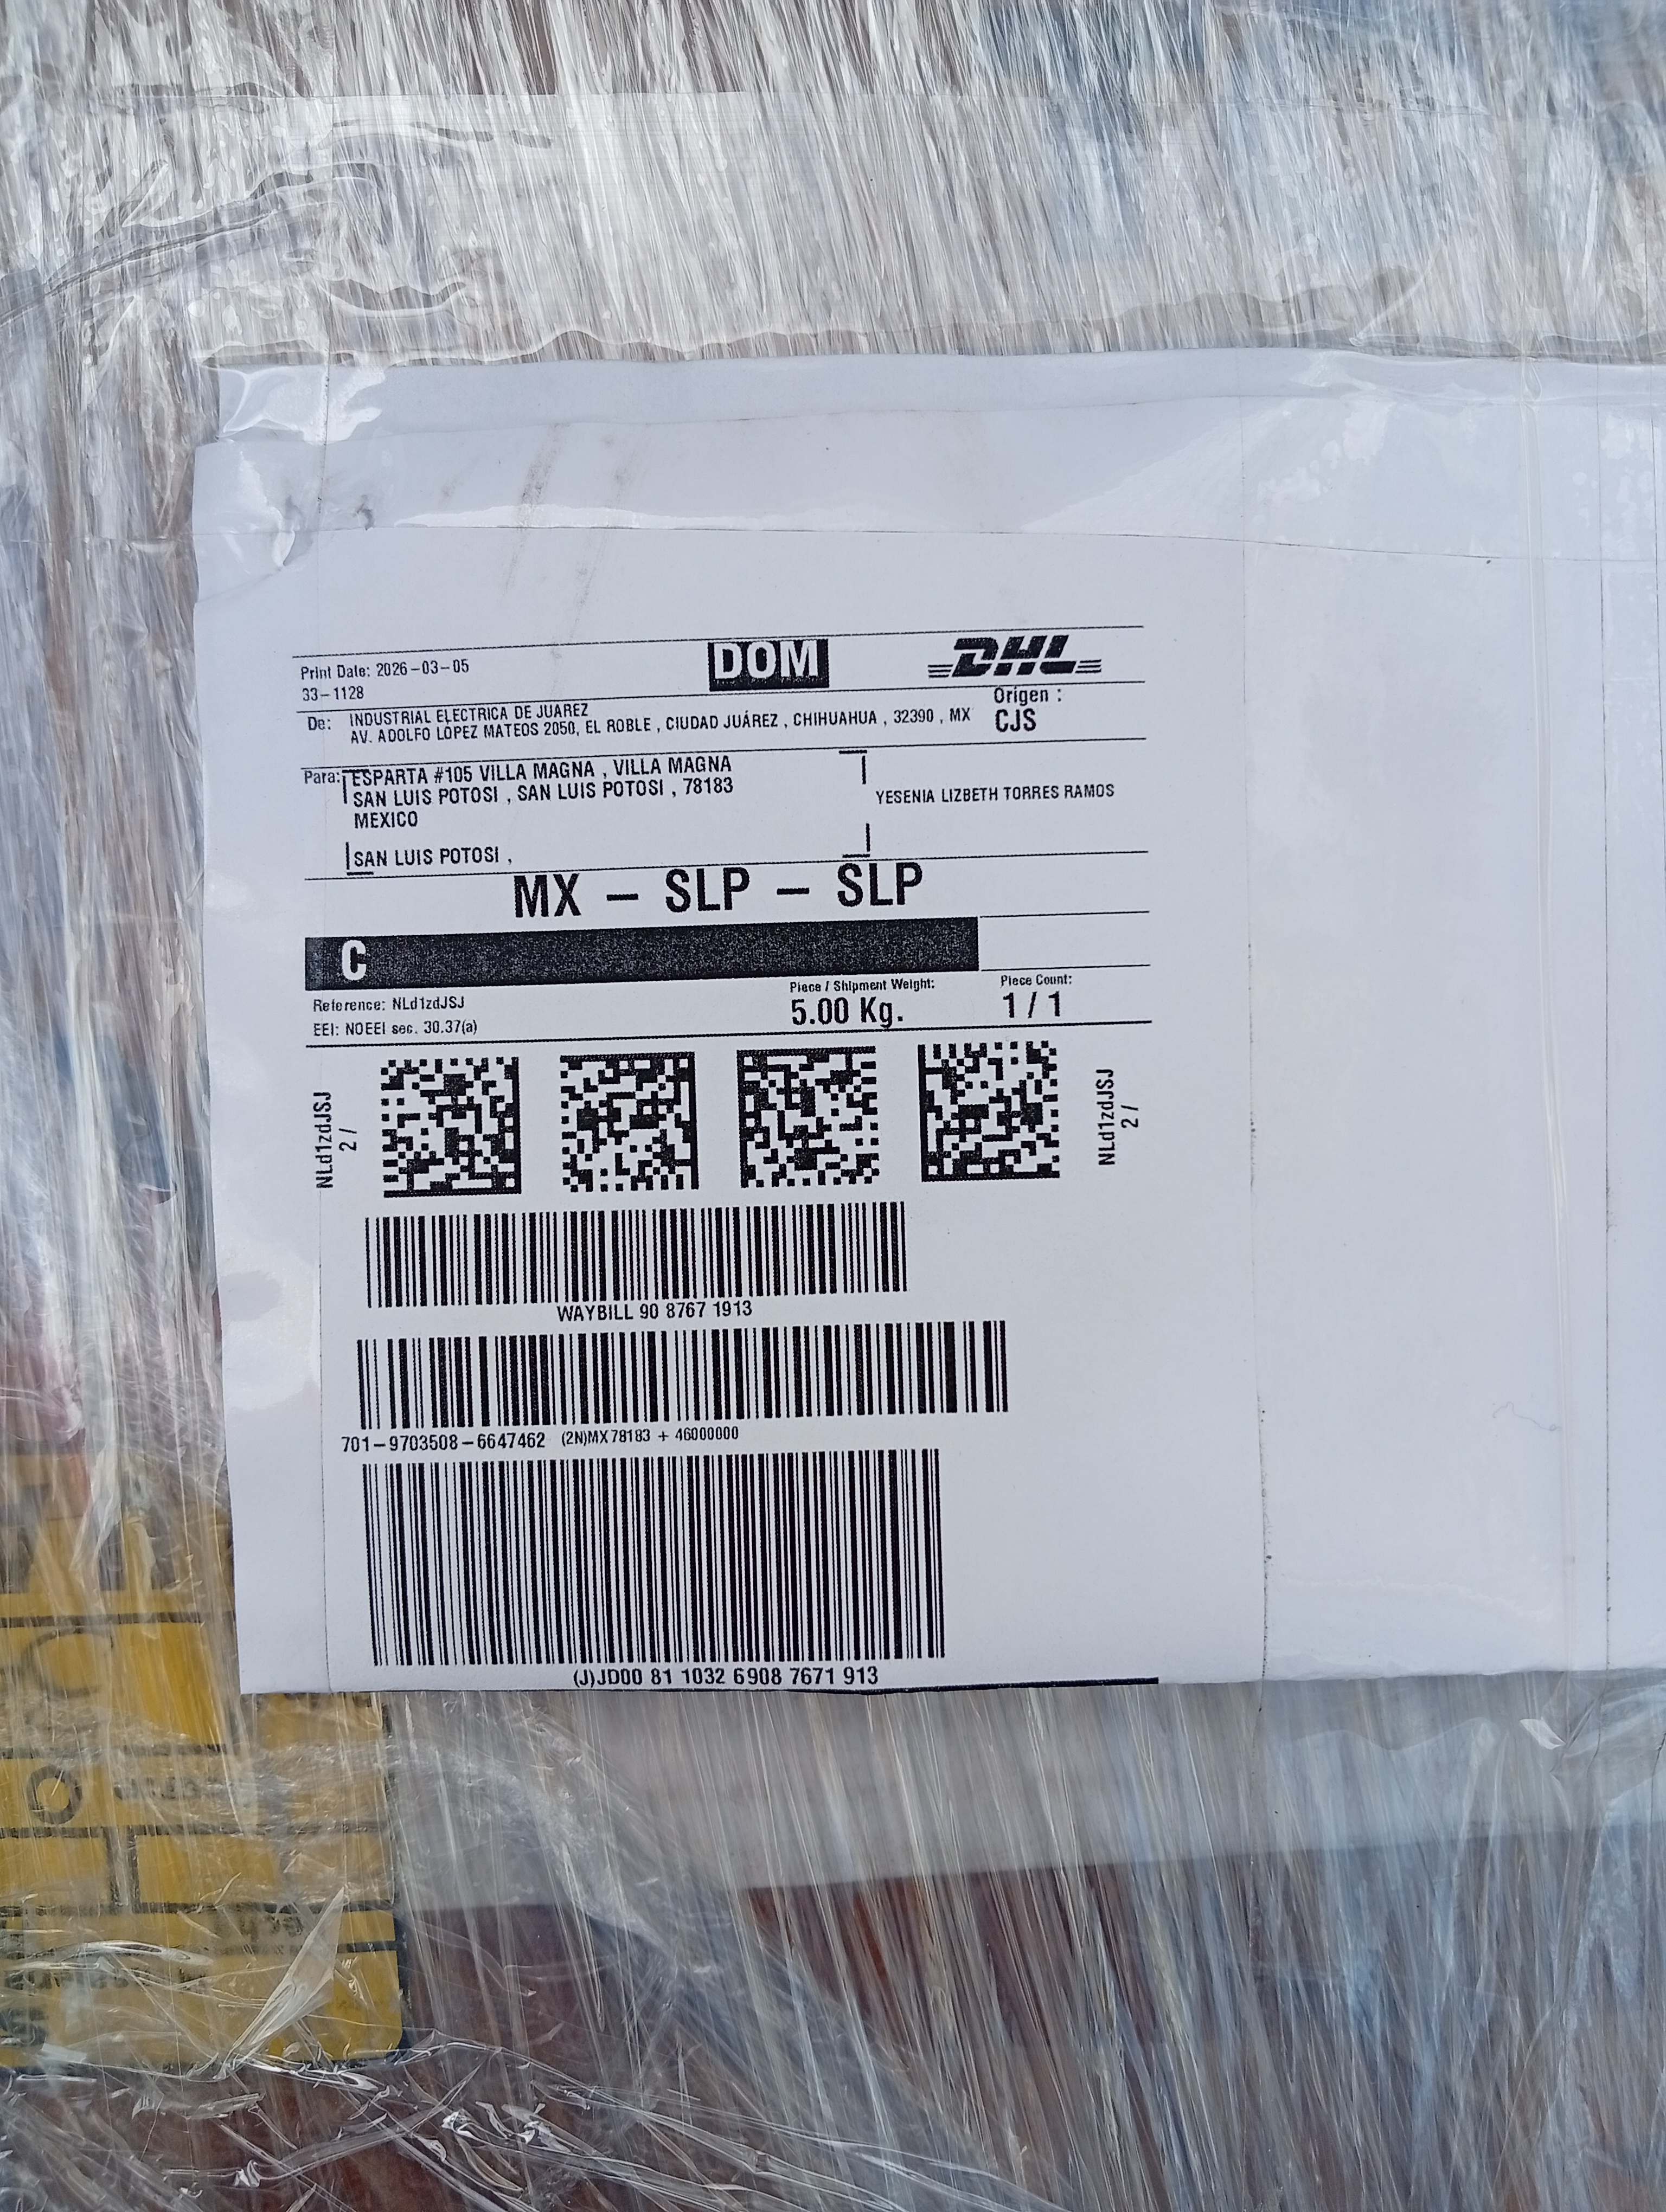 Print Date: 2026-03-05
33-1128
DOM
DHL
Origen :
CJS
De: INDUSTRIAL ELECTRICA DE JUAREZ
AV. ADOLFO LÓPEZ MATEOS 2050, EL ROBLE , CIUDAD JUÁREZ , CHIHUAHUA , 32390 , MX
Para: ESPARTA #105 VILLA MAGNA , VILLA MAGNA
SAN LUIS POTOSI , SAN LUIS POTOSI , 78183
MEXICO
YESENIA LIZBETH TORRES RAMOS
SAN LUIS POTOSI ,
MX - SLP - SLP
C
Reference: NLd1zdJSJ
EEI: NOEEI sec. 30.37(a)
Piece / Shipment Weight:
5.00 Kg.
Piece Count:
1 / 1
NLd1zdJSJ
2 /
NLd1zdJSJ
2 /
WAYBILL 90 8767 1913
701-9703508-6647462 (2N)MX78183 + 46000000
(J)JD00 81 1032 6908 7671 913